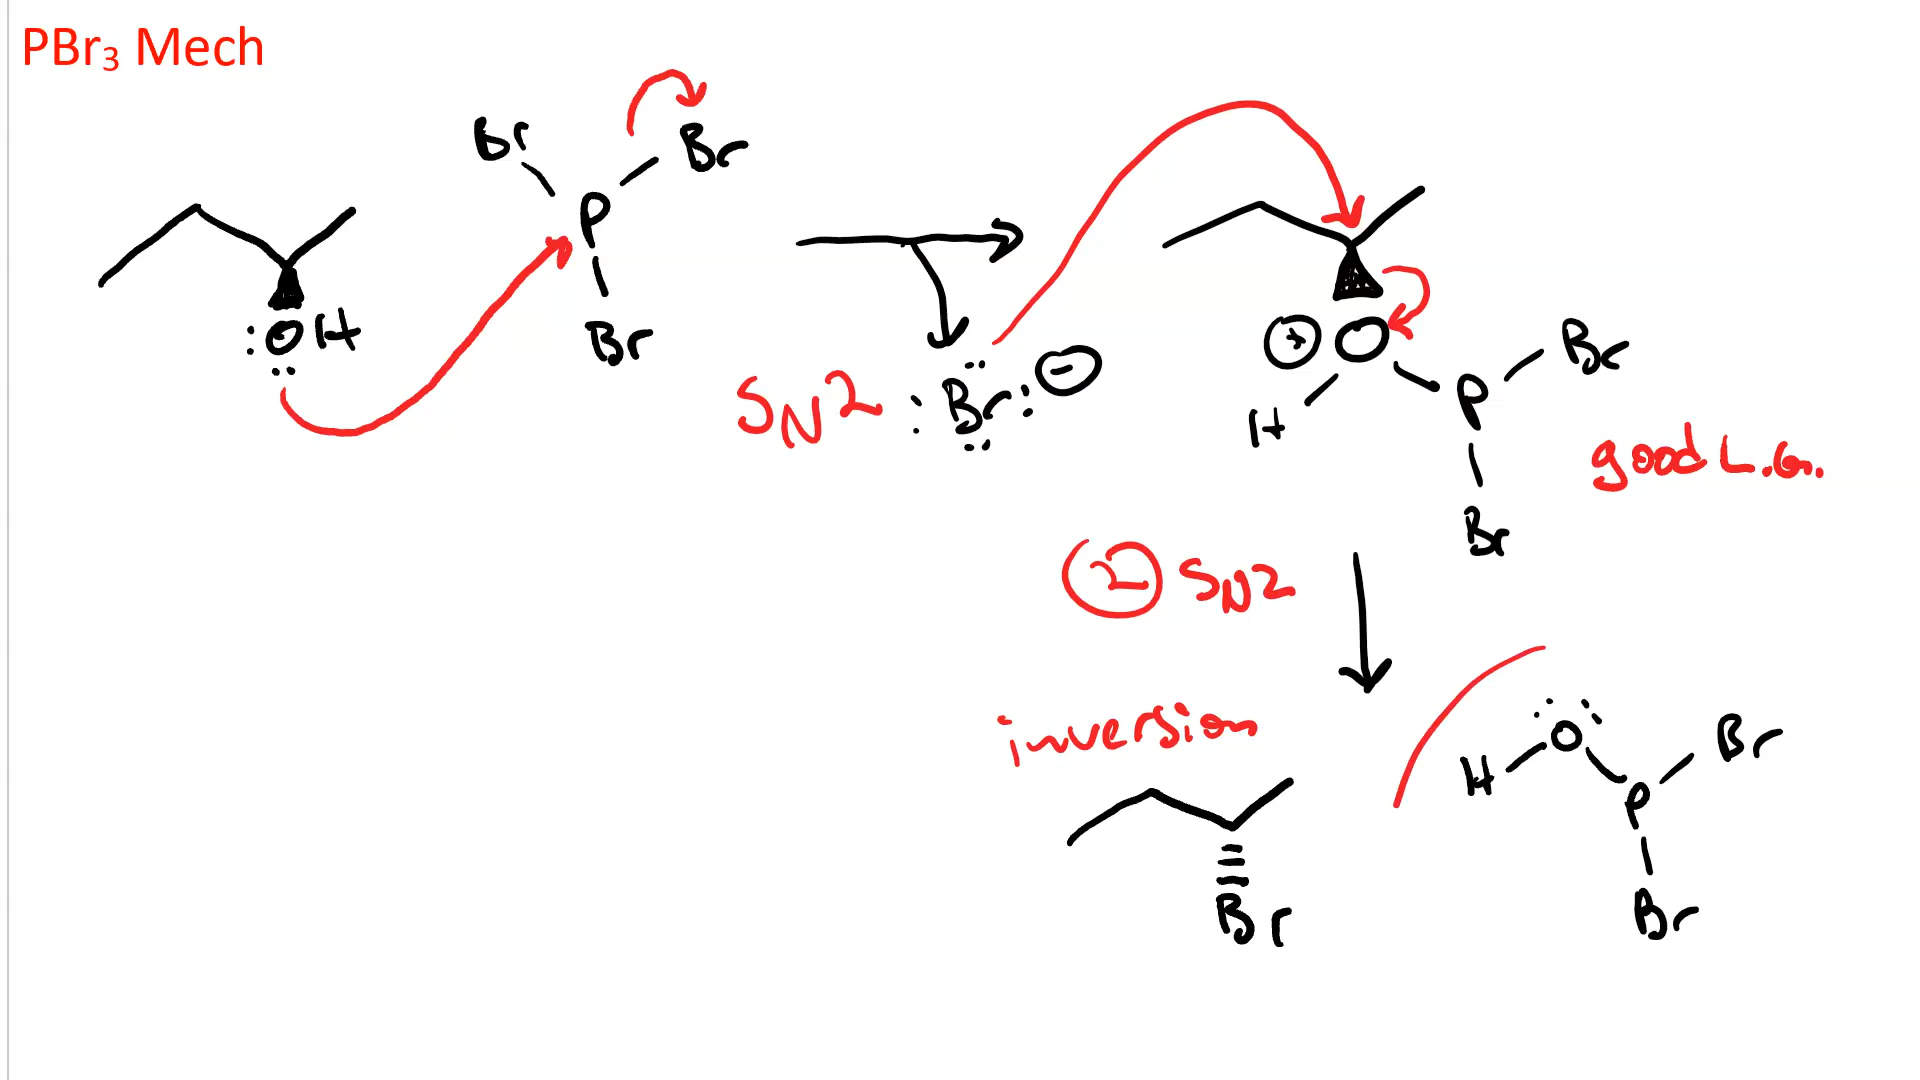 PBr₃ Mech
Br
Br
P
Br
:OH
SN2
:Br: ⊖
⊕ O
H
P
Br
Br
good L.G.
② SN2
inversion
Br
H
O
P
Br
Br